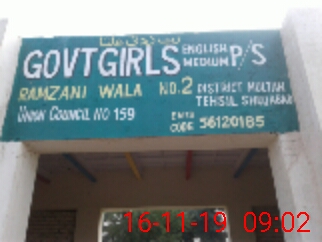 GOVT GIRLS ENGLISH MEDIUM P/S
RAMZANI WALA NO.2 DISTRICT MULTAN
UNION COUNCIL NO 159 TEHSIL SHUJABAD
EMIS CODE 36120185
16-11-19 09:02